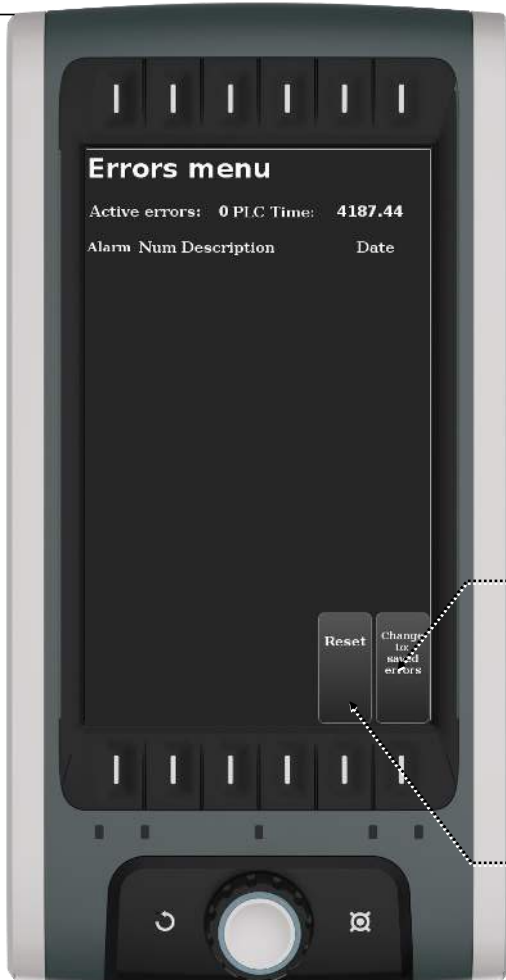 Errors menu
Active errors: 0 PLC Time: 4187.44
Alarm Num Description Date
Reset
Change
to
saved
errors